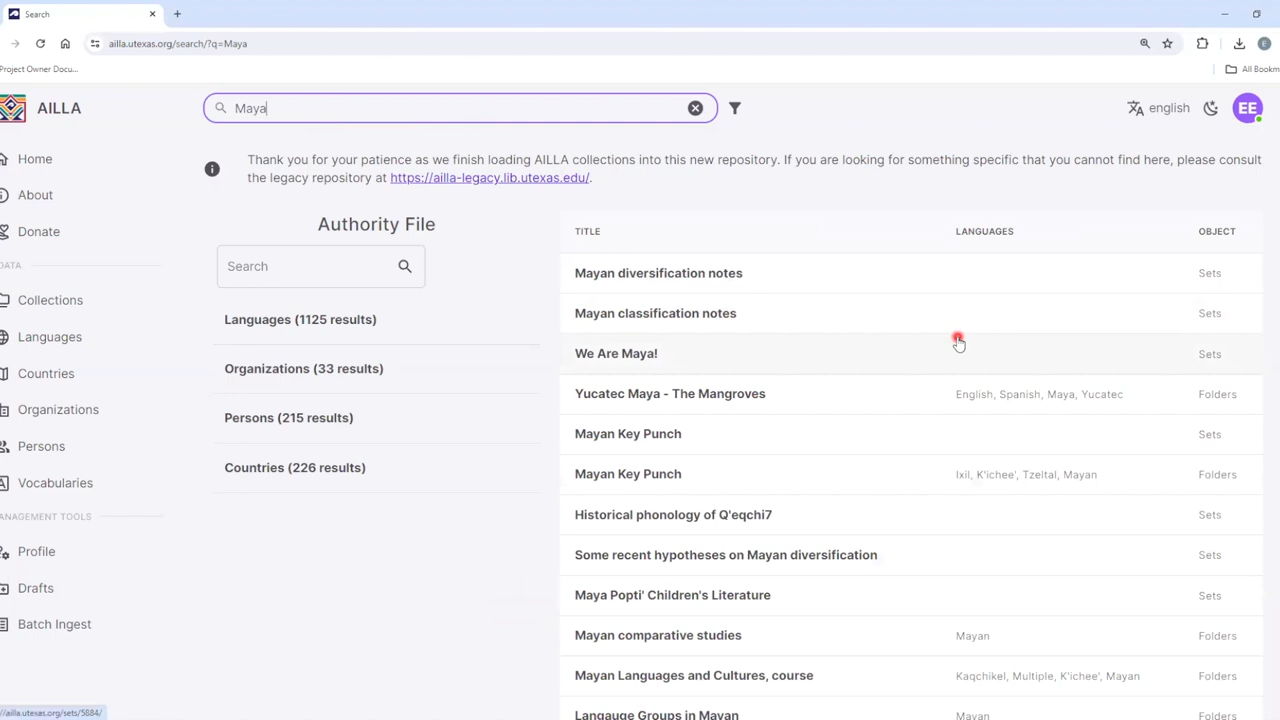 Search
ailla.utexas.org/search/?q=Maya
Project Owner Docu...
All Bookm
AILLA
Maya
english
EE
Home
About
Donate
DATA
Collections
Languages
Countries
Organizations
Persons
Vocabularies
ANAGEMENT TOOLS
Profile
Drafts
Batch Ingest
Thank you for your patience as we finish loading AILLA collections into this new repository. If you are looking for something specific that you cannot find here, please consult
the legacy repository at https://ailla-legacy.lib.utexas.edu/.
Authority File
Search
Languages (1125 results)
Organizations (33 results)
Persons (215 results)
Countries (226 results)
TITLE LANGUAGES OBJECT
Mayan diversification notes Sets
Mayan classification notes Sets
We Are Maya! Sets
Yucatec Maya - The Mangroves English, Spanish, Maya, Yucatec Folders
Mayan Key Punch Sets
Mayan Key Punch Ixil, K'ichee', Tzeltal, Mayan Folders
Historical phonology of Q'eqchi7 Sets
Some recent hypotheses on Mayan diversification Sets
Maya Popti' Children's Literature Sets
Mayan comparative studies Mayan Folders
Mayan Languages and Cultures, course Kaqchikel, Multiple, K'ichee', Mayan Folders
Langauge Groups in Mayan Mayan Folders
//ailla.utexas.org/sets/5884/